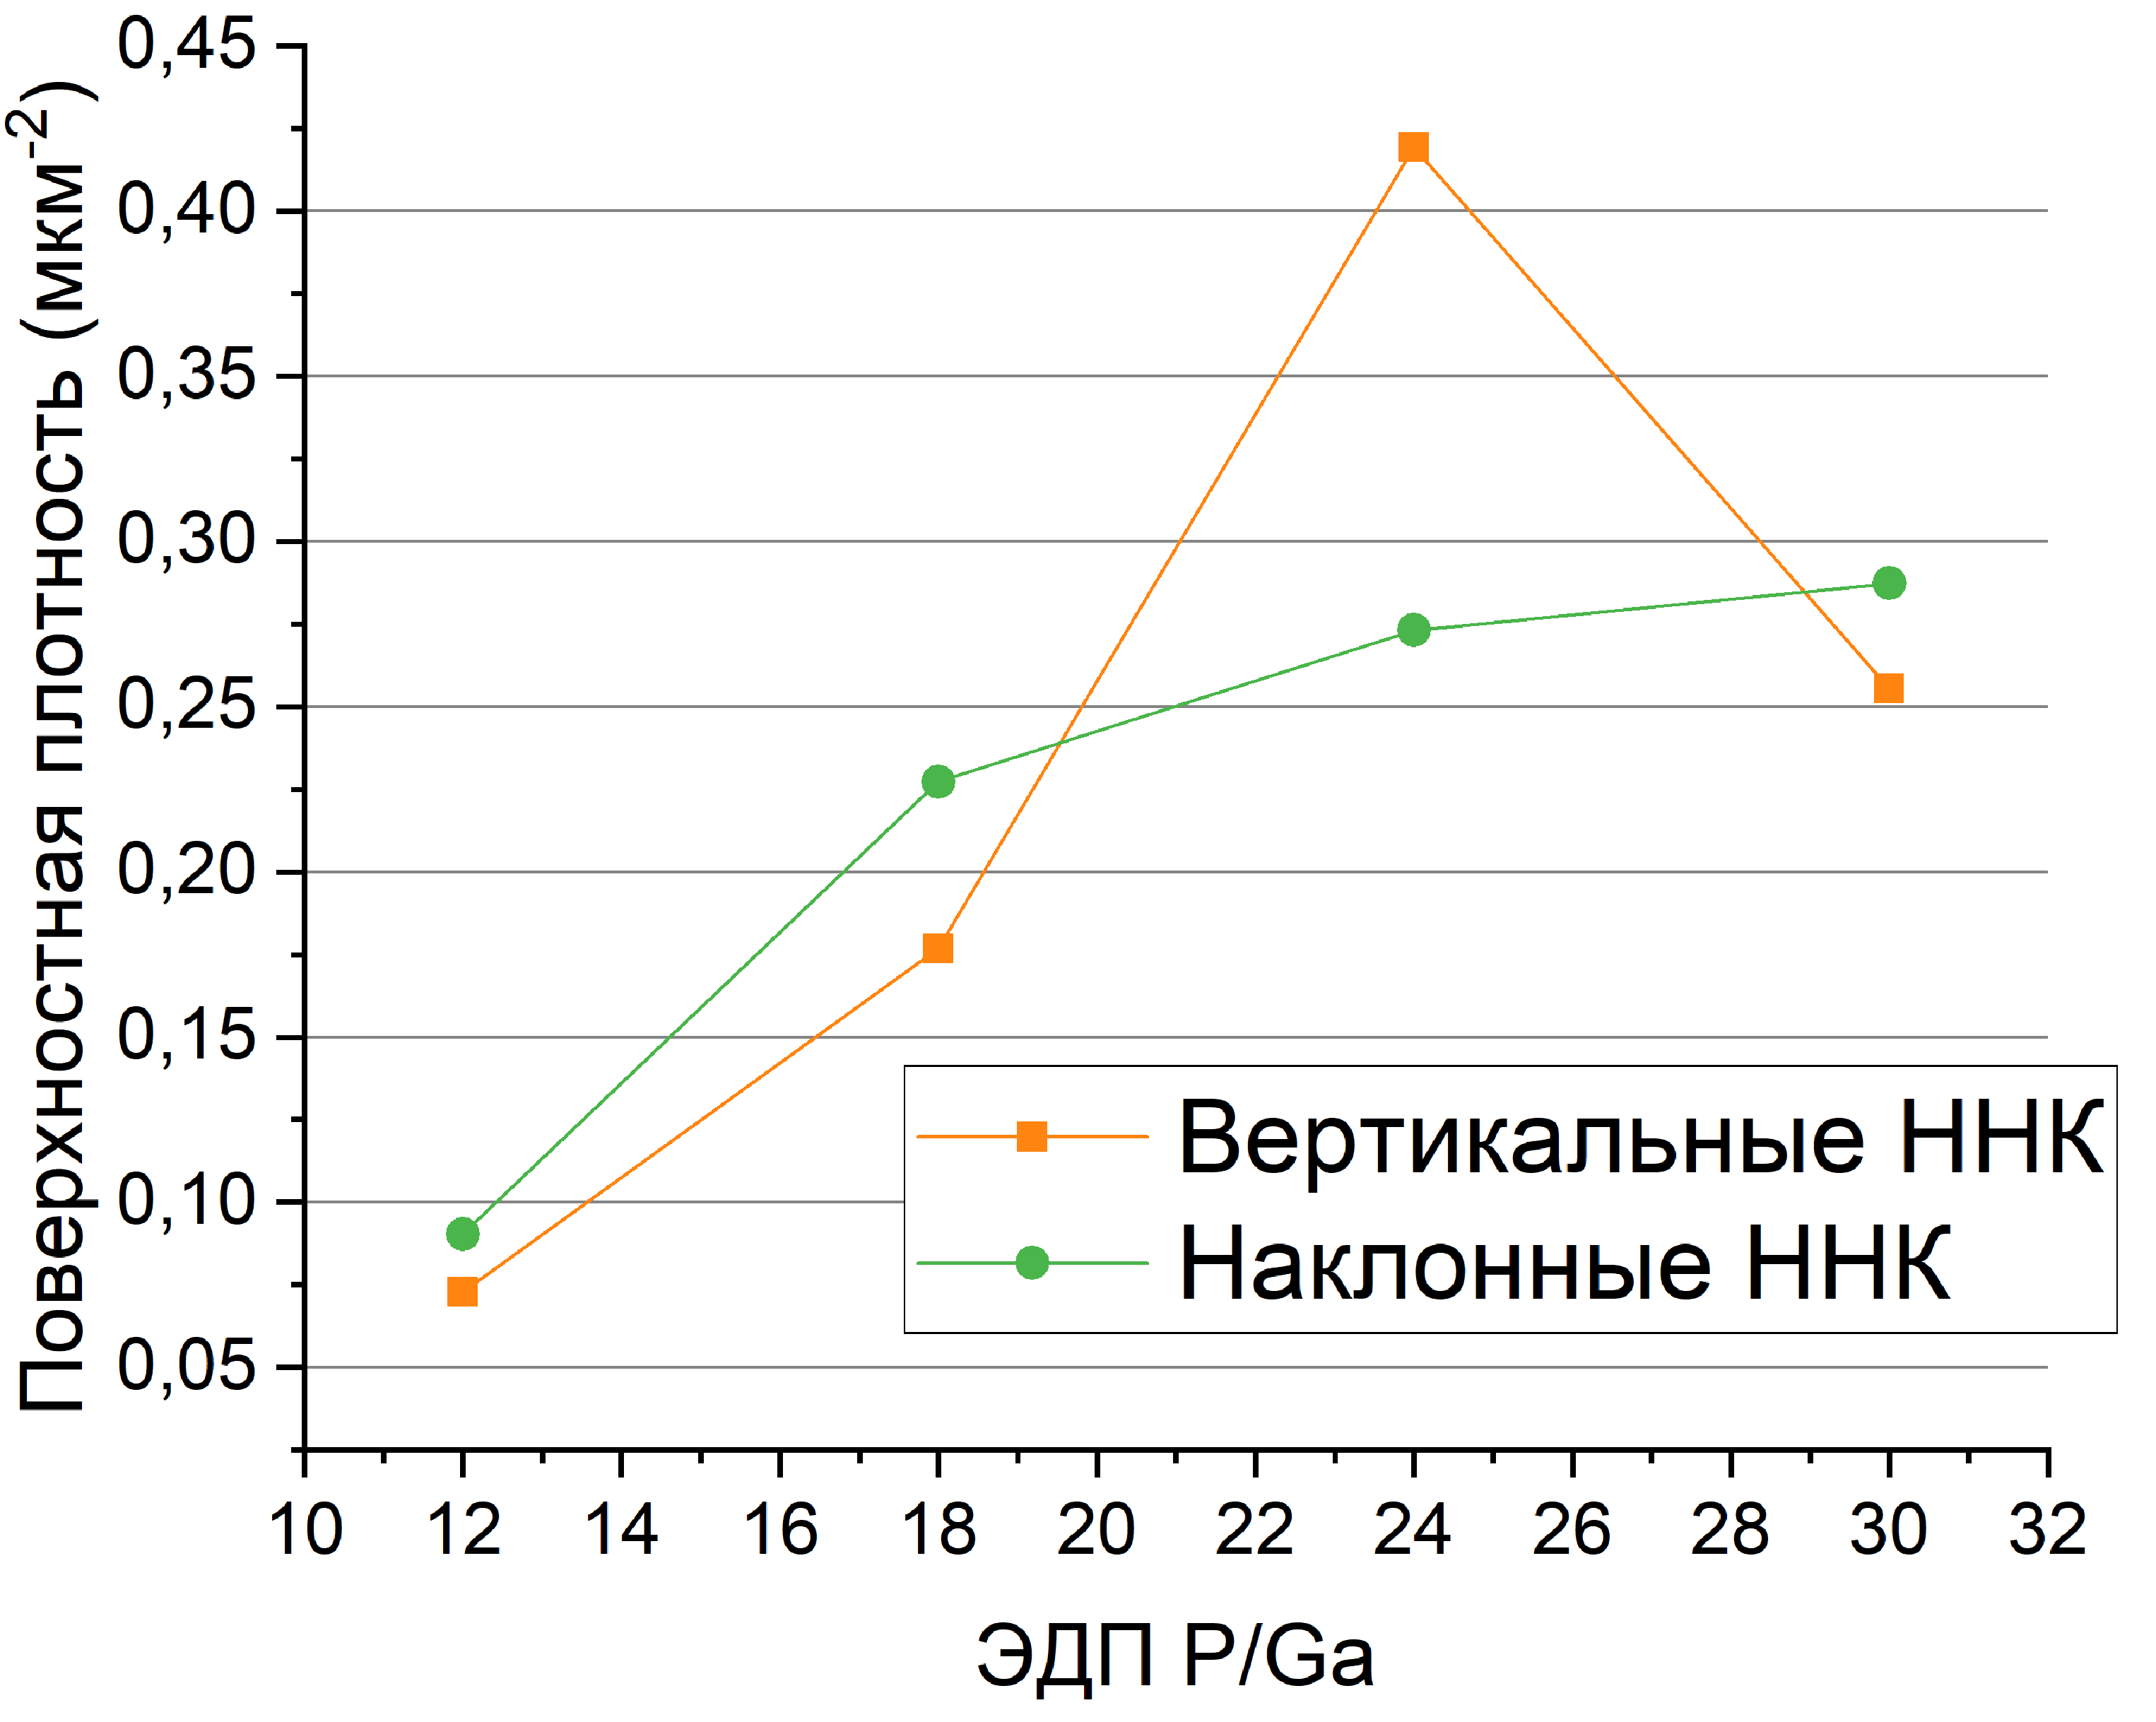 Поверхностная плотность (мкм⁻²)
0,45
0,40
0,35
0,30
0,25
0,20
0,15
0,10
0,05
Вертикальные ННК
Наклонные ННК
10 12 14 16 18 20 22 24 26 28 30 32
ЭДП P/Ga